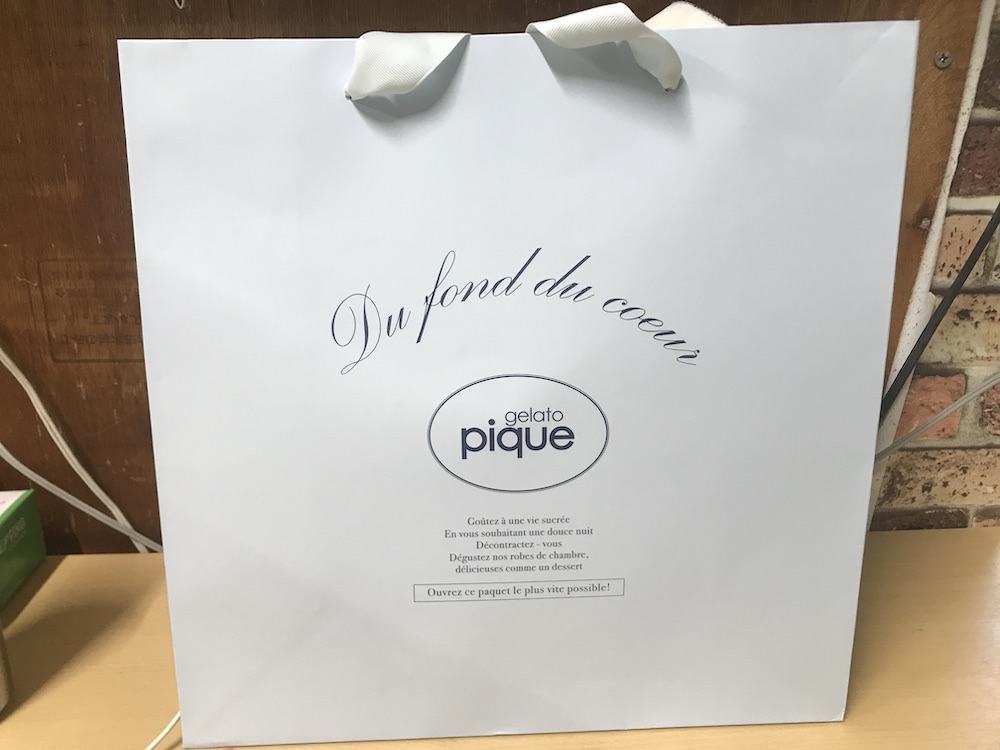 Du fond du coeur
gelato
pique
Goûtez à une vie sucrée
En vous souhaitant une douce nuit
Décontractez - vous
Dégustez nos robes de chambre,
délicieuses comme un dessert
Ouvrez ce paquet le plus vite possible!